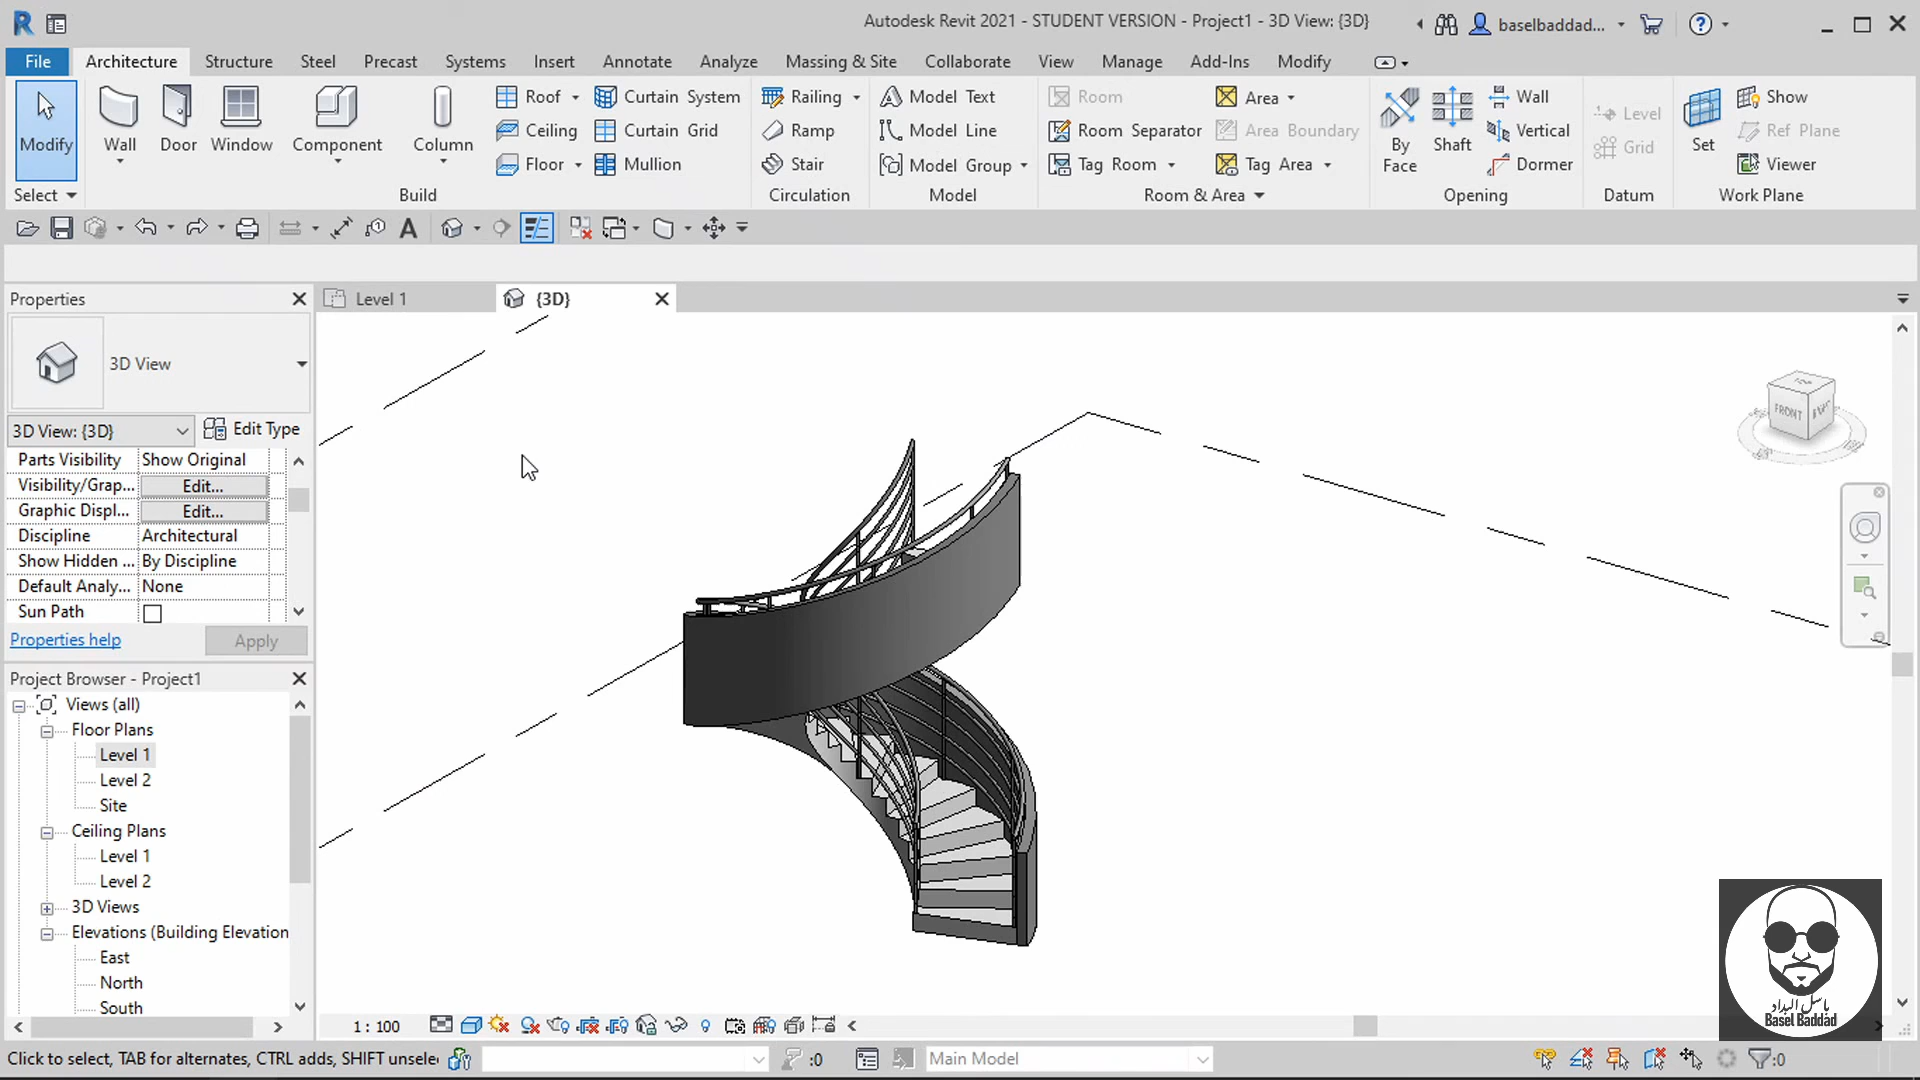 Autodesk Revit 2021 - STUDENT VERSION - Project1 - 3D View: {3D}
baselbaddad...
File Architecture Structure Steel Precast Systems Insert Annotate Analyze Massing & Site Collaborate View Manage Add-Ins Modify
Modify
Wall
Door
Window
Component
Column
Roof
Ceiling
Floor
Curtain System
Curtain Grid
Mullion
Railing
Ramp
Stair
Model Text
Model Line
Model Group
Room
Room Separator
Tag Room
Area
Area Boundary
Tag Area
By Face
Shaft
Wall
Vertical
Dormer
Level
Grid
Set
Show
Ref Plane
Viewer
Select
Build
Circulation
Model
Room & Area
Opening
Datum
Work Plane
A
Properties
Level 1
{3D}
3D View
3D View: {3D}
Edit Type
Parts Visibility Show Original
Visibility/Grap... Edit...
Graphic Displ... Edit...
Discipline Architectural
Show Hidden ... By Discipline
Default Analy... None
Sun Path
Properties help
Apply
Project Browser - Project1
Views (all)
Floor Plans
Level 1
Level 2
Site
Ceiling Plans
Level 1
Level 2
3D Views
Elevations (Building Elevation
East
North
South
TOP
FRONT
1 : 100
باسل البداد
Basel Baddad
Click to select, TAB for alternates, CTRL adds, SHIFT unselec
:0
Main Model
:0